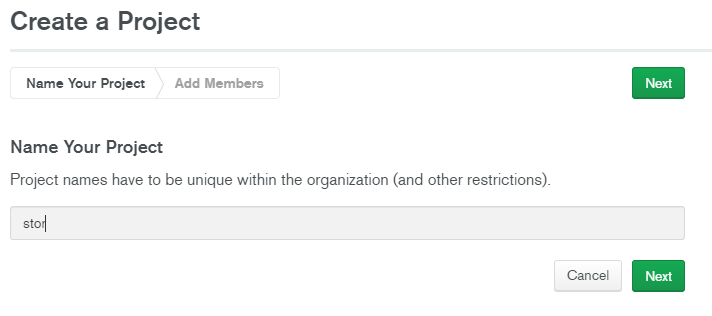 Create a Project
Name Your Project Add Members Next
Name Your Project
Project names have to be unique within the organization (and other restrictions).
stor
Cancel Next